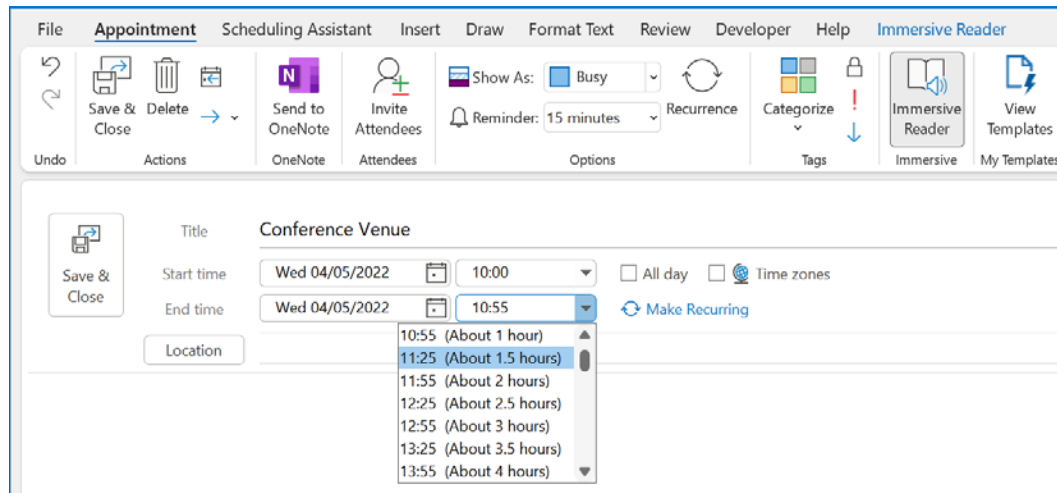 File Appointment Scheduling Assistant Insert Draw Format Text Review Developer Help Immersive Reader
Save & Close
Delete
Send to OneNote
Invite Attendees
Show As: Busy
Reminder: 15 minutes
Recurrence
Categorize
Immersive Reader
View Templates
Undo Actions OneNote Attendees Options Tags Immersive My Templates
Save & Close
Title Conference Venue
Start time Wed 04/05/2022 10:00 All day Time zones
End time Wed 04/05/2022 10:55 Make Recurring
Location
10:55 (About 1 hour)
11:25 (About 1.5 hours)
11:55 (About 2 hours)
12:25 (About 2.5 hours)
12:55 (About 3 hours)
13:25 (About 3.5 hours)
13:55 (About 4 hours)